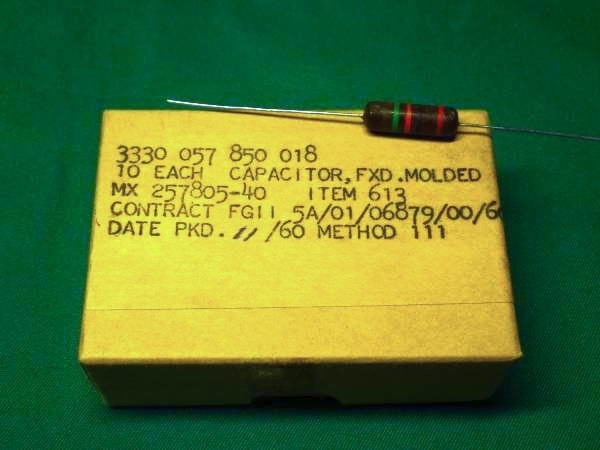 3330 057 850 018
10 EACH CAPACITOR, FXD. MOLDED
MX 257805-40 ITEM 613
CONTRACT FG11 5A/01/06879/00/60
DATE PKD. 11 /60 METHOD 111